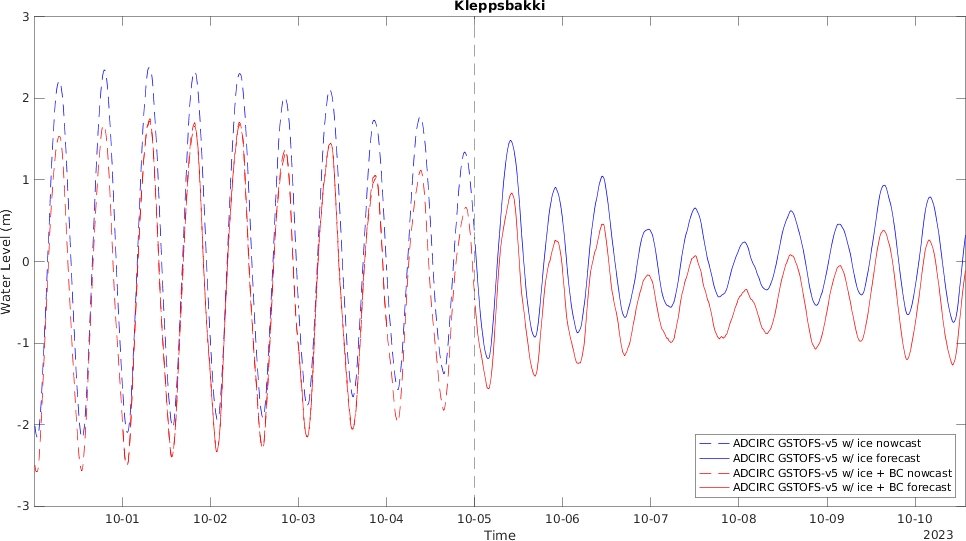 Kleppsbakki
3
2
1
0
-1
-2
-3
Water Level (m)
10-01 10-02 10-03 10-04 10-05 10-06 10-07 10-08 10-09 10-10
Time
2023
ADCIRC GSTOFS-v5 w/ ice nowcast
ADCIRC GSTOFS-v5 w/ ice forecast
ADCIRC GSTOFS-v5 w/ ice + BC nowcast
ADCIRC GSTOFS-v5 w/ ice + BC forecast